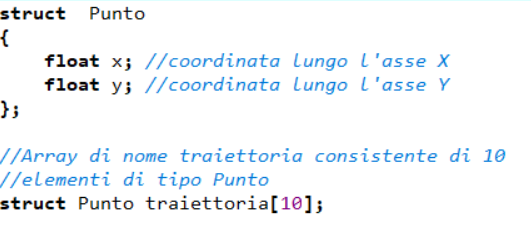 struct Punto
{
float x; //coordinata lungo l'asse X
float y; //coordinata lungo l'asse Y
};
//Array di nome traiettoria consistente di 10
//elementi di tipo Punto
struct Punto traiettoria[10];